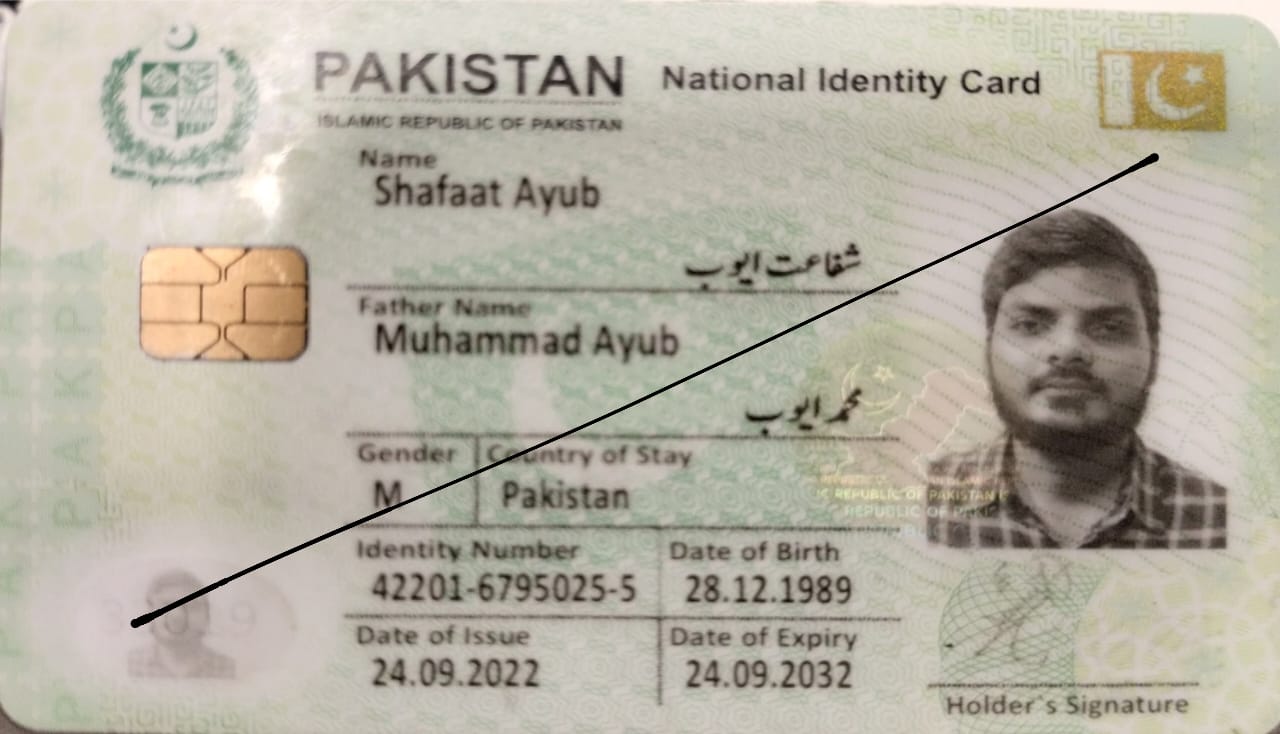 PAKISTAN National Identity Card
ISLAMIC REPUBLIC OF PAKISTAN
Name
Shafaat Ayub
شفاعت ایوب
Father Name
Muhammad Ayub
محمد ایوب
Gender Country of Stay
M Pakistan
IC REPUBLIC OF PAKISTAN
REPUBLIC OF PAKIS
Identity Number Date of Birth
42201-6795025-5 28.12.1989
Date of Issue Date of Expiry
24.09.2022 24.09.2032
Holder`s Signature